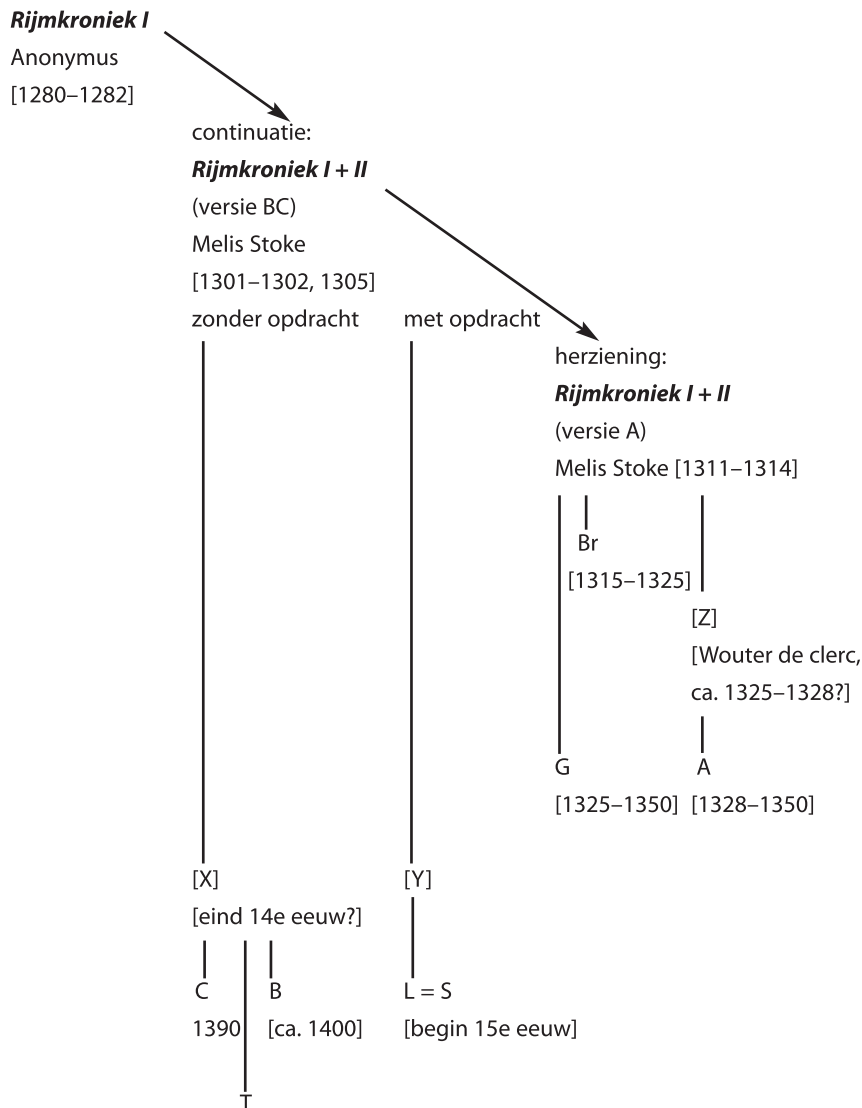 Rijmkroniek I
Anonymus
[1280–1282]
continuatie:
Rijmkroniek I + II
(versie BC)
Melis Stoke
[1301–1302, 1305]
zonder opdracht
met opdracht
herziening:
Rijmkroniek I + II
(versie A)
Melis Stoke [1311–1314]
Br
[1315–1325]
[Z]
[Wouter de clerc,
ca. 1325–1328?]
G
A
[1325–1350]
[1328–1350]
[X]
[Y]
[eind 14e eeuw?]
C
B
L = S
1390
[ca. 1400]
[begin 15e eeuw]
T